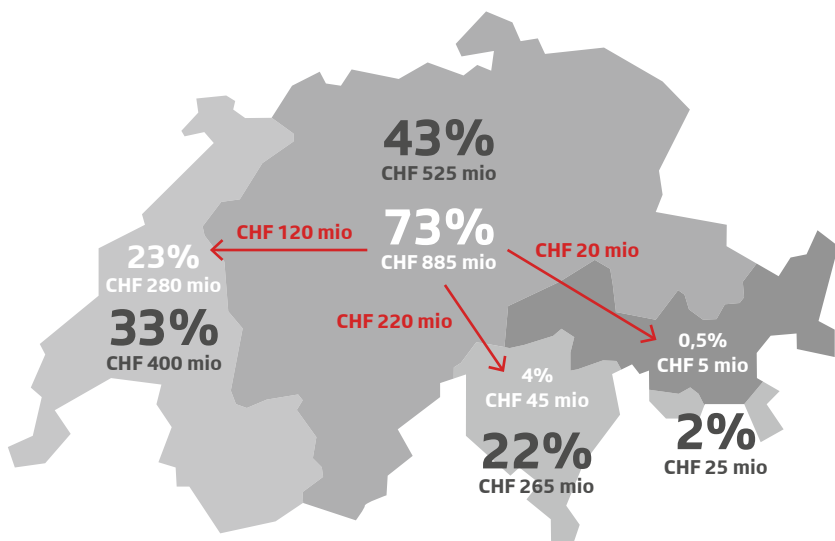 43%
CHF 525 mio
73%
CHF 885 mio
CHF 120 mio
CHF 20 mio
CHF 220 mio
23%
CHF 280 mio
33%
CHF 400 mio
0,5%
CHF 5 mio
4%
CHF 45 mio
22%
CHF 265 mio
2%
CHF 25 mio